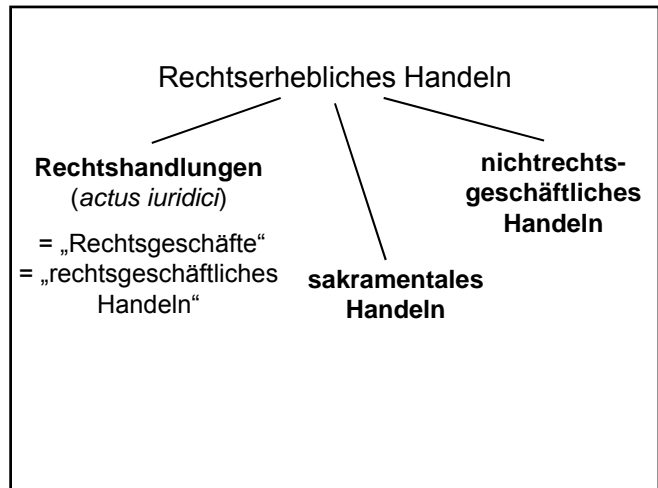 Rechtserhebliches Handeln
Rechtshandlungen
(actus iuridici)
= „Rechtsgeschäfte“
= „rechtsgeschäftliches
Handeln“
sakramentales
Handeln
nichtrechts-
geschäftliches
Handeln